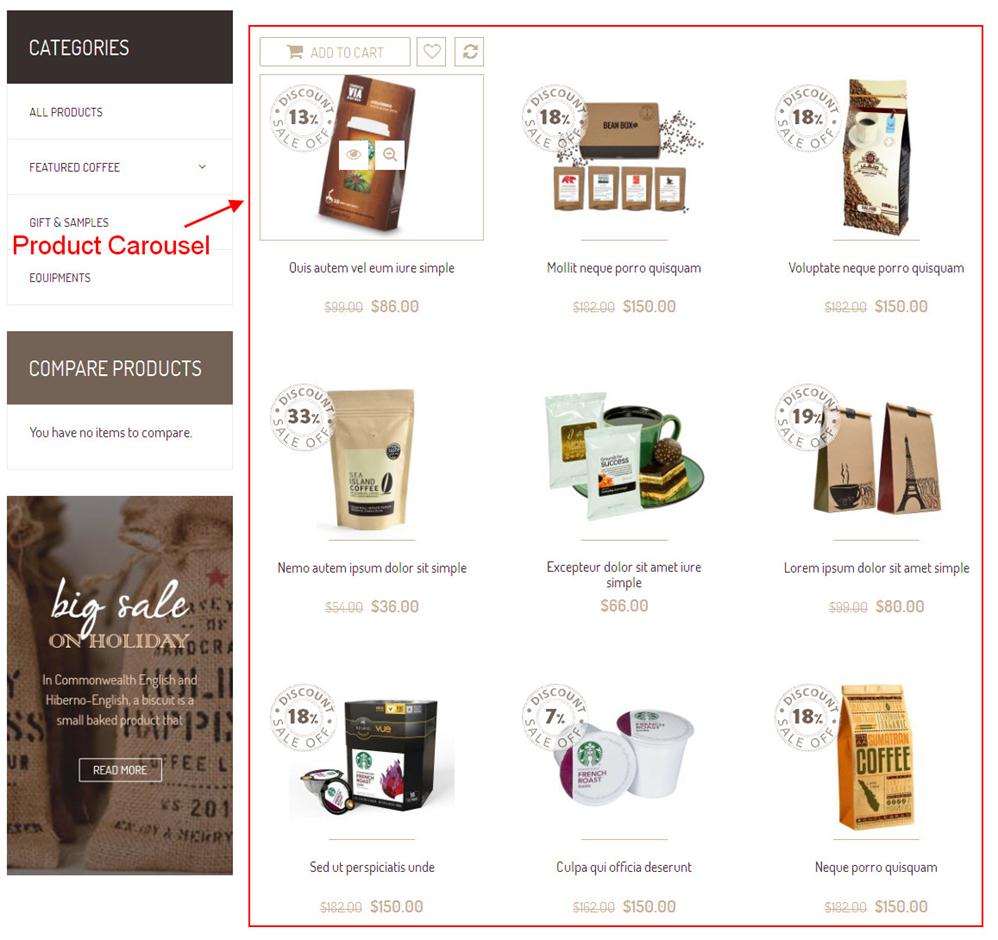 CATEGORIES
ALL PRODUCTS
FEATURED COFFEE
GIFT & SAMPLES
Product Carousel
EQUIPMENTS
COMPARE PRODUCTS
You have no items to compare.
big sale
ON HOLIDAY
In Commonwealth English and
Hiberno-English, a biscuit is a
small baked product that
READ MORE
ADD TO CART
DISCOUNT
13%
SALE OFF
VIA
DISCOUNT
18%
SALE OFF
BEAN BOX
DISCOUNT
18%
SALE OFF
Quis autem vel eum iure simple
Mollit neque porro quisquam
Voluptate neque porro quisquam
$99.00 $86.00
$182.00 $150.00
$182.00 $150.00
DISCOUNT
33%
SALE OFF
SEA
ISLAND
COFFEE
Grounds for
success
DISCOUNT
19%
SALE OFF
Nemo autem ipsum dolor sit simple
Excepteur dolor sit amet iure
simple
Lorem ipsum dolor sit amet simple
$54.00 $36.00
$66.00
$99.00 $80.00
DISCOUNT
18%
SALE OFF
vue
FRENCH
ROAST
DISCOUNT
7%
SALE OFF
FRENCH
ROAST
DARK
DISCOUNT
18%
SALE OFF
SUMATRAN
COFFEE
Sed ut perspiciatis unde
Culpa qui officia deserunt
Neque porro quisquam
$182.00 $150.00
$162.00 $150.00
$182.00 $150.00